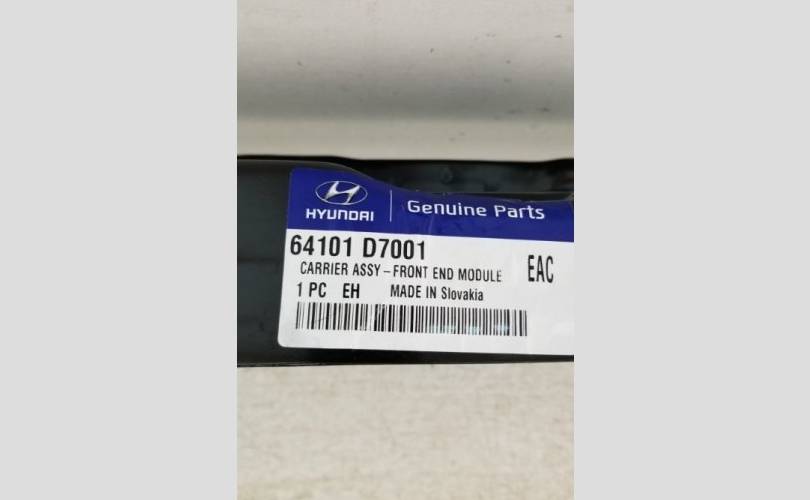 HYUNDAI
Genuine Parts
64101 D7001
CARRIER ASSY-FRONT END MODULE
EAC
1 PC EH MADE IN Slovakia